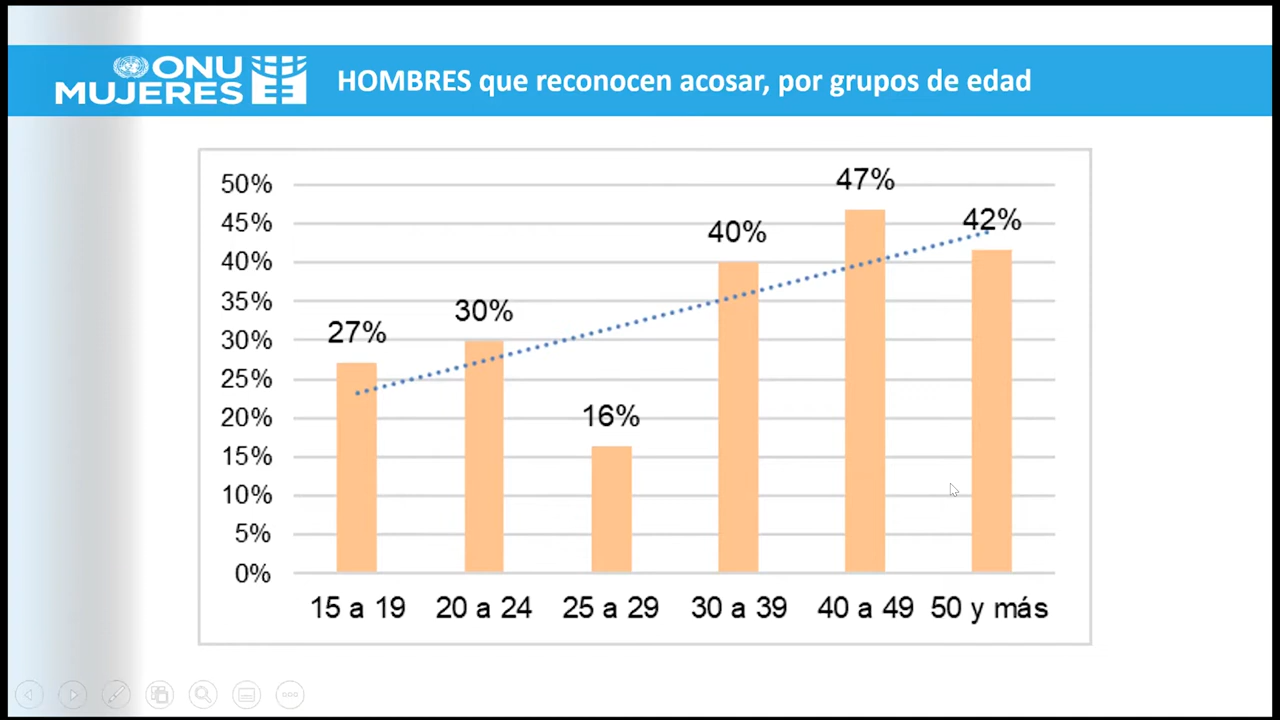 ONU
MUJERES
HOMBRES que reconocen acosar, por grupos de edad
50%
45%
40%
35%
30%
25%
20%
15%
10%
5%
0%
27%
30%
16%
40%
47%
42%
15 a 19
20 a 24
25 a 29
30 a 39
40 a 49
50 y más